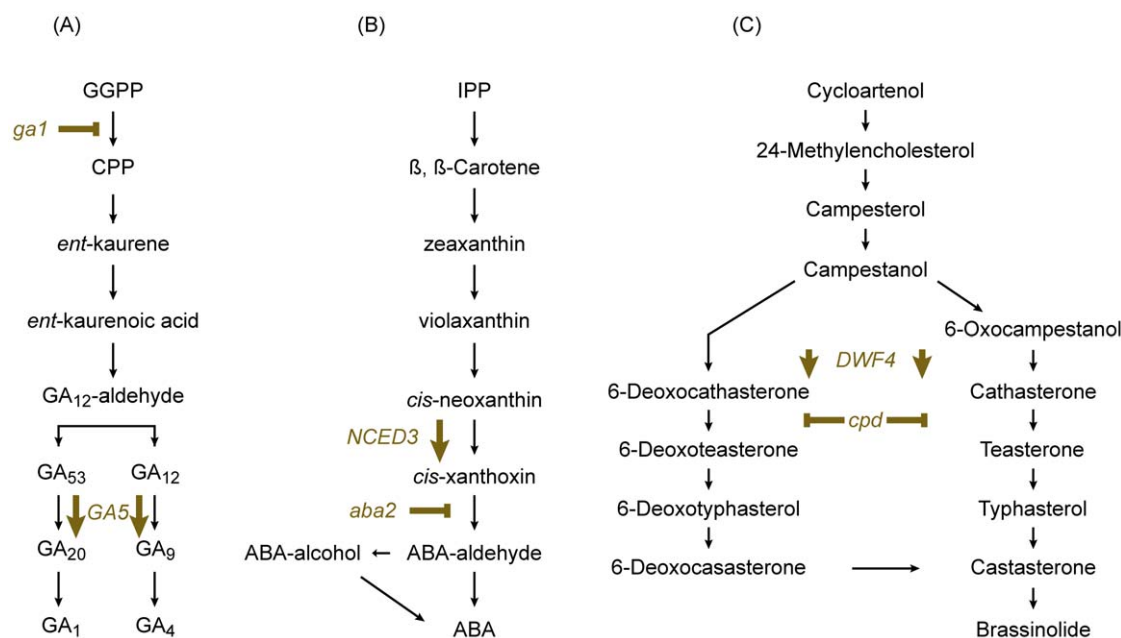 (A)
GGPP
ga1
CPP
ent-kaurene
ent-kaurenoic acid
GA12-aldehyde
GA53 GA12
GA5
GA20 GA9
GA1 GA4
(B)
IPP
ß, ß-Carotene
zeaxanthin
violaxanthin
cis-neoxanthin
NCED3
cis-xanthoxin
aba2
ABA-alcohol ABA-aldehyde
ABA
(C)
Cycloartenol
24-Methylencholesterol
Campesterol
Campestanol
6-Oxocampestanol
DWF4
6-Deoxocathasterone Cathasterone
cpd
6-Deoxoteasterone Teasterone
6-Deoxotyphasterol Typhasterol
6-Deoxocasasterone Castasterone
Brassinolide